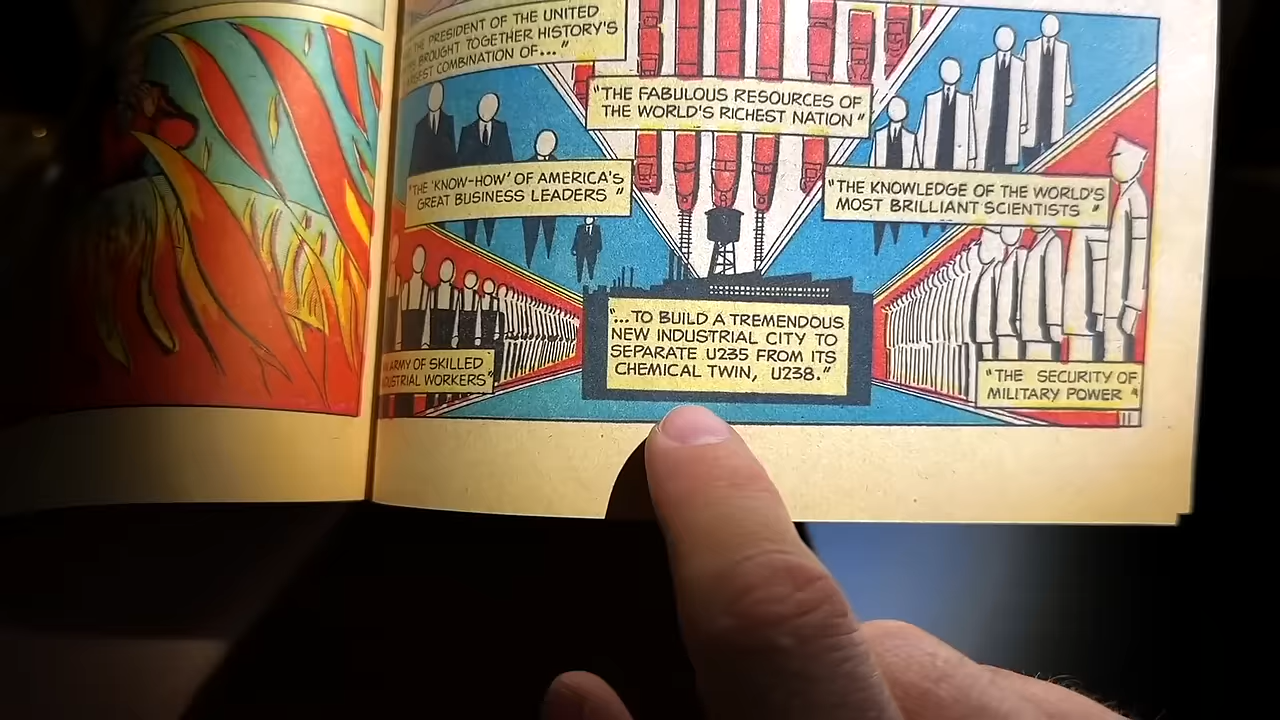 PRESIDENT OF THE UNITED
BROUGHT TOGETHER HISTORY'S
COMBINATION OF..."
"THE FABULOUS RESOURCES OF
THE WORLD'S RICHEST NATION"
"THE 'KNOW-HOW' OF AMERICA'S
GREAT BUSINESS LEADERS"
"THE KNOWLEDGE OF THE WORLD'S
MOST BRILLIANT SCIENTISTS"
ARMY OF SKILLED
WORKERS"
"...TO BUILD A TREMENDOUS
NEW INDUSTRIAL CITY TO
SEPARATE U235 FROM ITS
CHEMICAL TWIN, U238."
"THE SECURITY OF
MILITARY POWER"